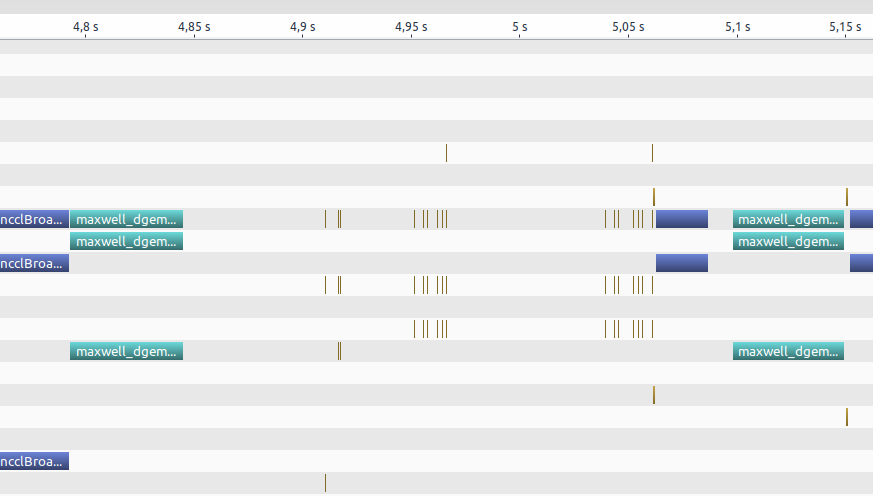 4,8 s 4,85 s 4,9 s 4,95 s 5 s 5,05 s 5,1 s 5,15 s
ncclBroa... maxwell_dgem... maxwell_dgem...
maxwell_dgem... maxwell_dgem...
ncclBroa...
maxwell_dgem... maxwell_dgem...
ncclBroa...